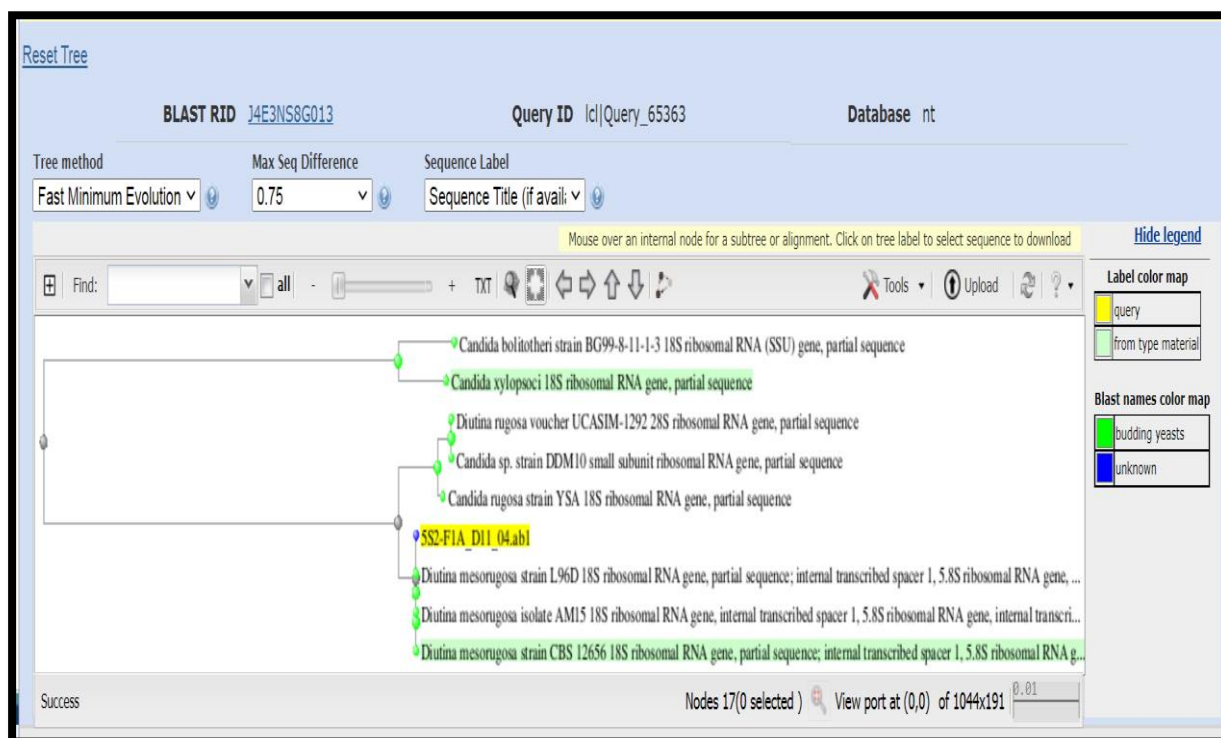 Reset Tree
BLAST RID J4E3NS8G013 Query ID lcl|Query_65363 Database nt
Tree method Max Seq Difference Sequence Label
Fast Minimum Evolution 0.75 Sequence Title (if avail:
Mouse over an internal node for a subtree or alignment. Click on tree label to select sequence to download Hide legend
Find: all - + TXT Tools Upload ? Label color map
query
from type material
Blast names color map
budding yeasts
unknown
Candida bolitotheri strain BG99-8-11-1-3 18S ribosomal RNA (SSU) gene, partial sequence
Candida xylopsoci 18S ribosomal RNA gene, partial sequence
Diutina rugosa voucher UCASIM-1292 28S ribosomal RNA gene, partial sequence
Candida sp. strain DDM10 small subunit ribosomal RNA gene, partial sequence
Candida rugosa strain YSA 18S ribosomal RNA gene, partial sequence
5S2-F1A_D11_04.ab1
Diutina mesorugosa strain L96D 18S ribosomal RNA gene, partial sequence; internal transcribed spacer 1, 5.8S ribosomal RNA gene, ...
Diutina mesorugosa isolate AM15 18S ribosomal RNA gene, internal transcribed spacer 1, 5.8S ribosomal RNA gene, internal transcri...
Diutina mesorugosa strain CBS 12656 18S ribosomal RNA gene, partial sequence; internal transcribed spacer 1, 5.8S ribosomal RNA g...
Success Nodes 17(0 selected ) View port at (0,0) of 1044x191 0.01